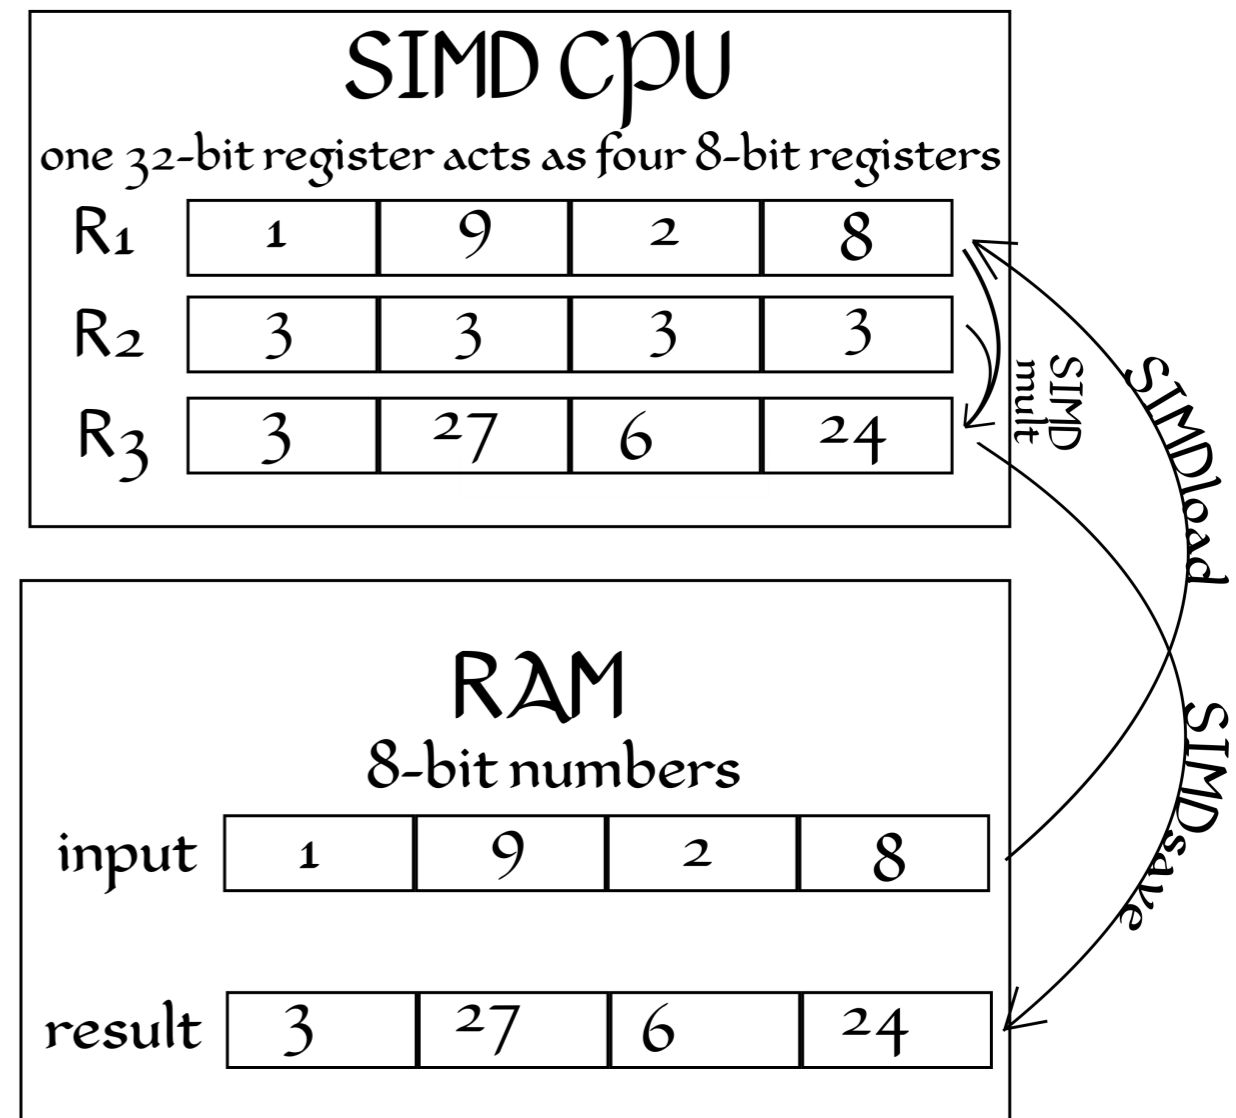 SIMD CPU
one 32-bit register acts as four 8-bit registers
R1 1 9 2 8
R2 3 3 3 3
R3 3 27 6 24
SIMD
mult
SIMDload
RAM
8-bit numbers
input 1 9 2 8
result 3 27 6 24
SIMDsave